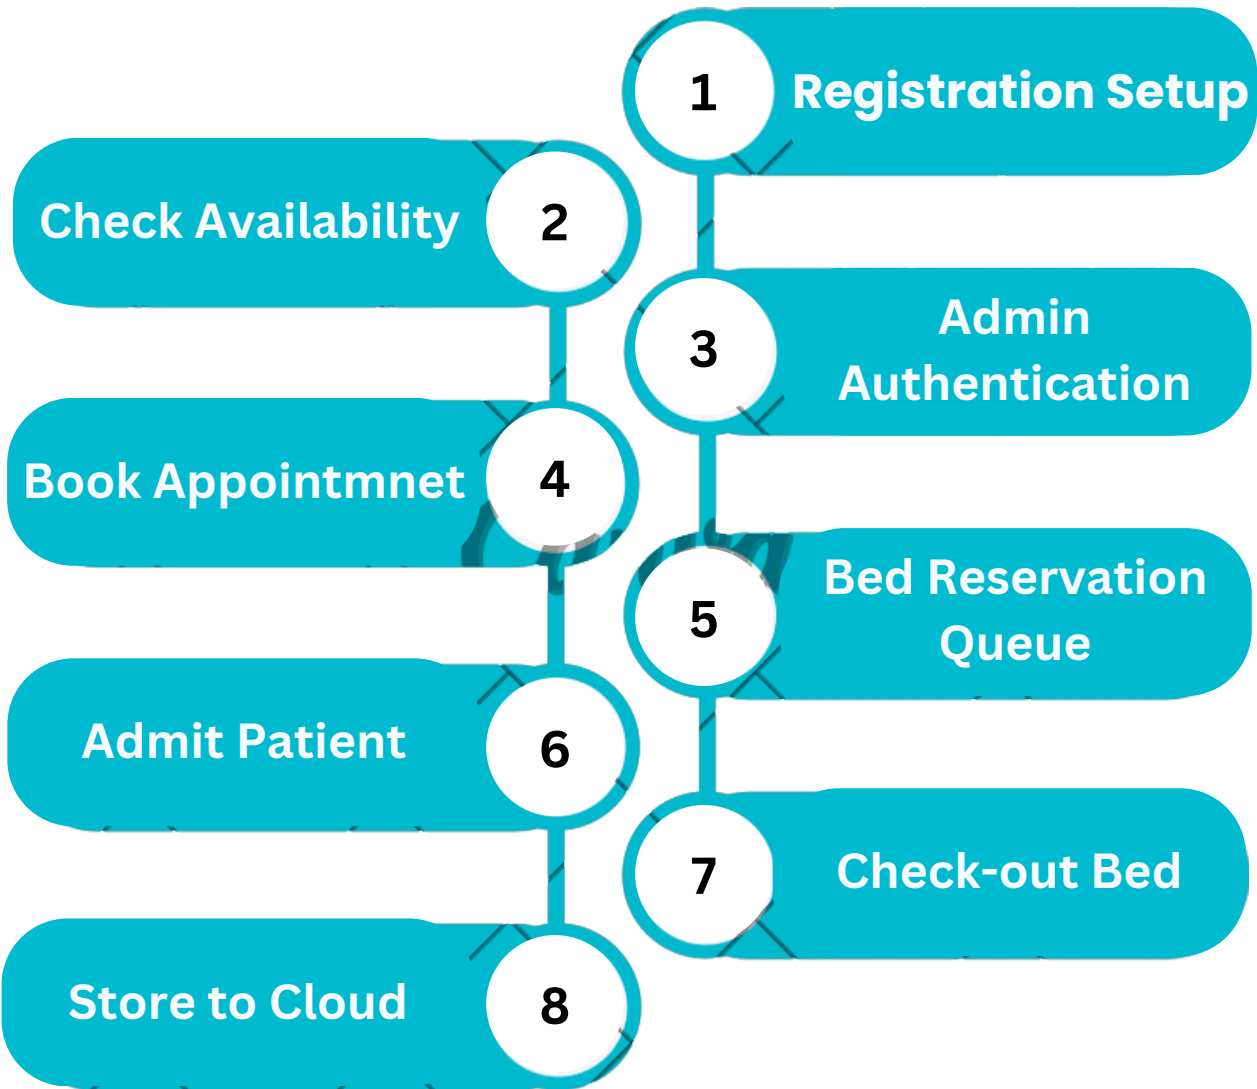 1
Registration Setup
2
Check Availability
3
Admin
Authentication
4
Book Appointmnet
5
Bed Reservation
Queue
6
Admit Patient
7
Check-out Bed
8
Store to Cloud